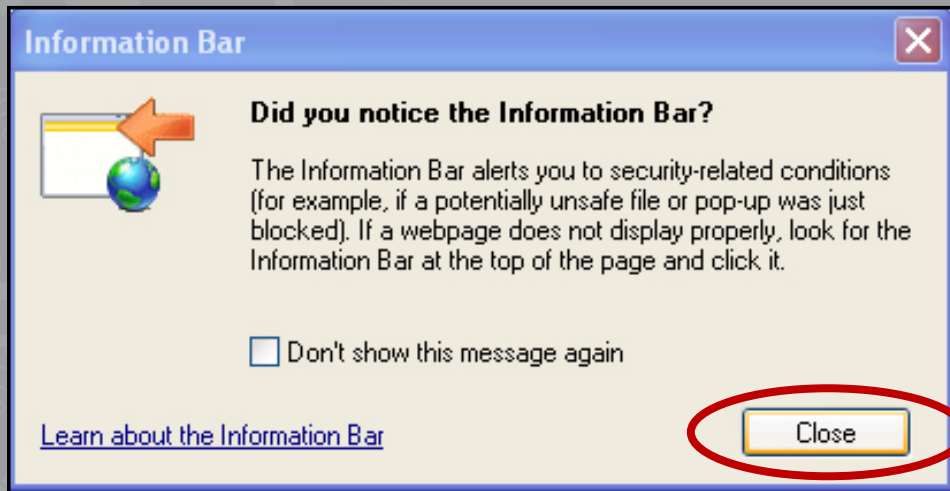 Information Bar
Did you notice the Information Bar?
The Information Bar alerts you to security-related conditions
(for example, if a potentially unsafe file or pop-up was just
blocked). If a webpage does not display properly, look for the
Information Bar at the top of the page and click it.
Don't show this message again
Learn about the Information Bar
Close